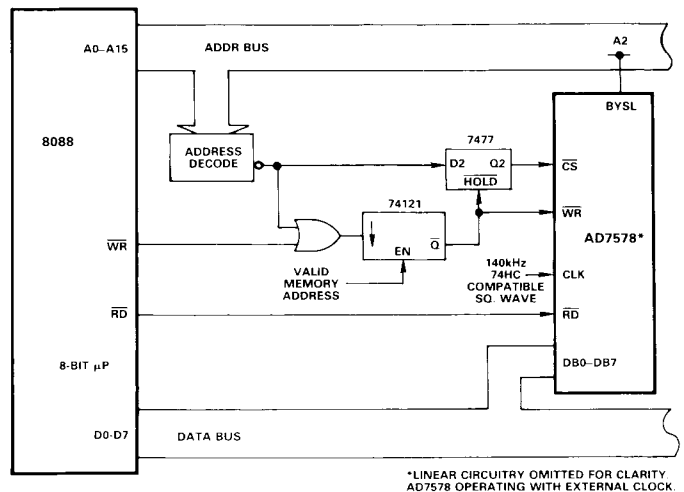 A0–A15
ADDR BUS
A2
BYSL
8088
ADDRESS
DECODE
7477
D2
Q2
HOLD
CS
74121
EN
Q
WR
WR
AD7578*
VALID
MEMORY
ADDRESS
140kHz
74HC
COMPATIBLE
SQ. WAVE
CLK
RD
RD
8-BIT µP
DB0–DB7
D0-D7
DATA BUS
*LINEAR CIRCUITRY OMITTED FOR CLARITY.
AD7578 OPERATING WITH EXTERNAL CLOCK.